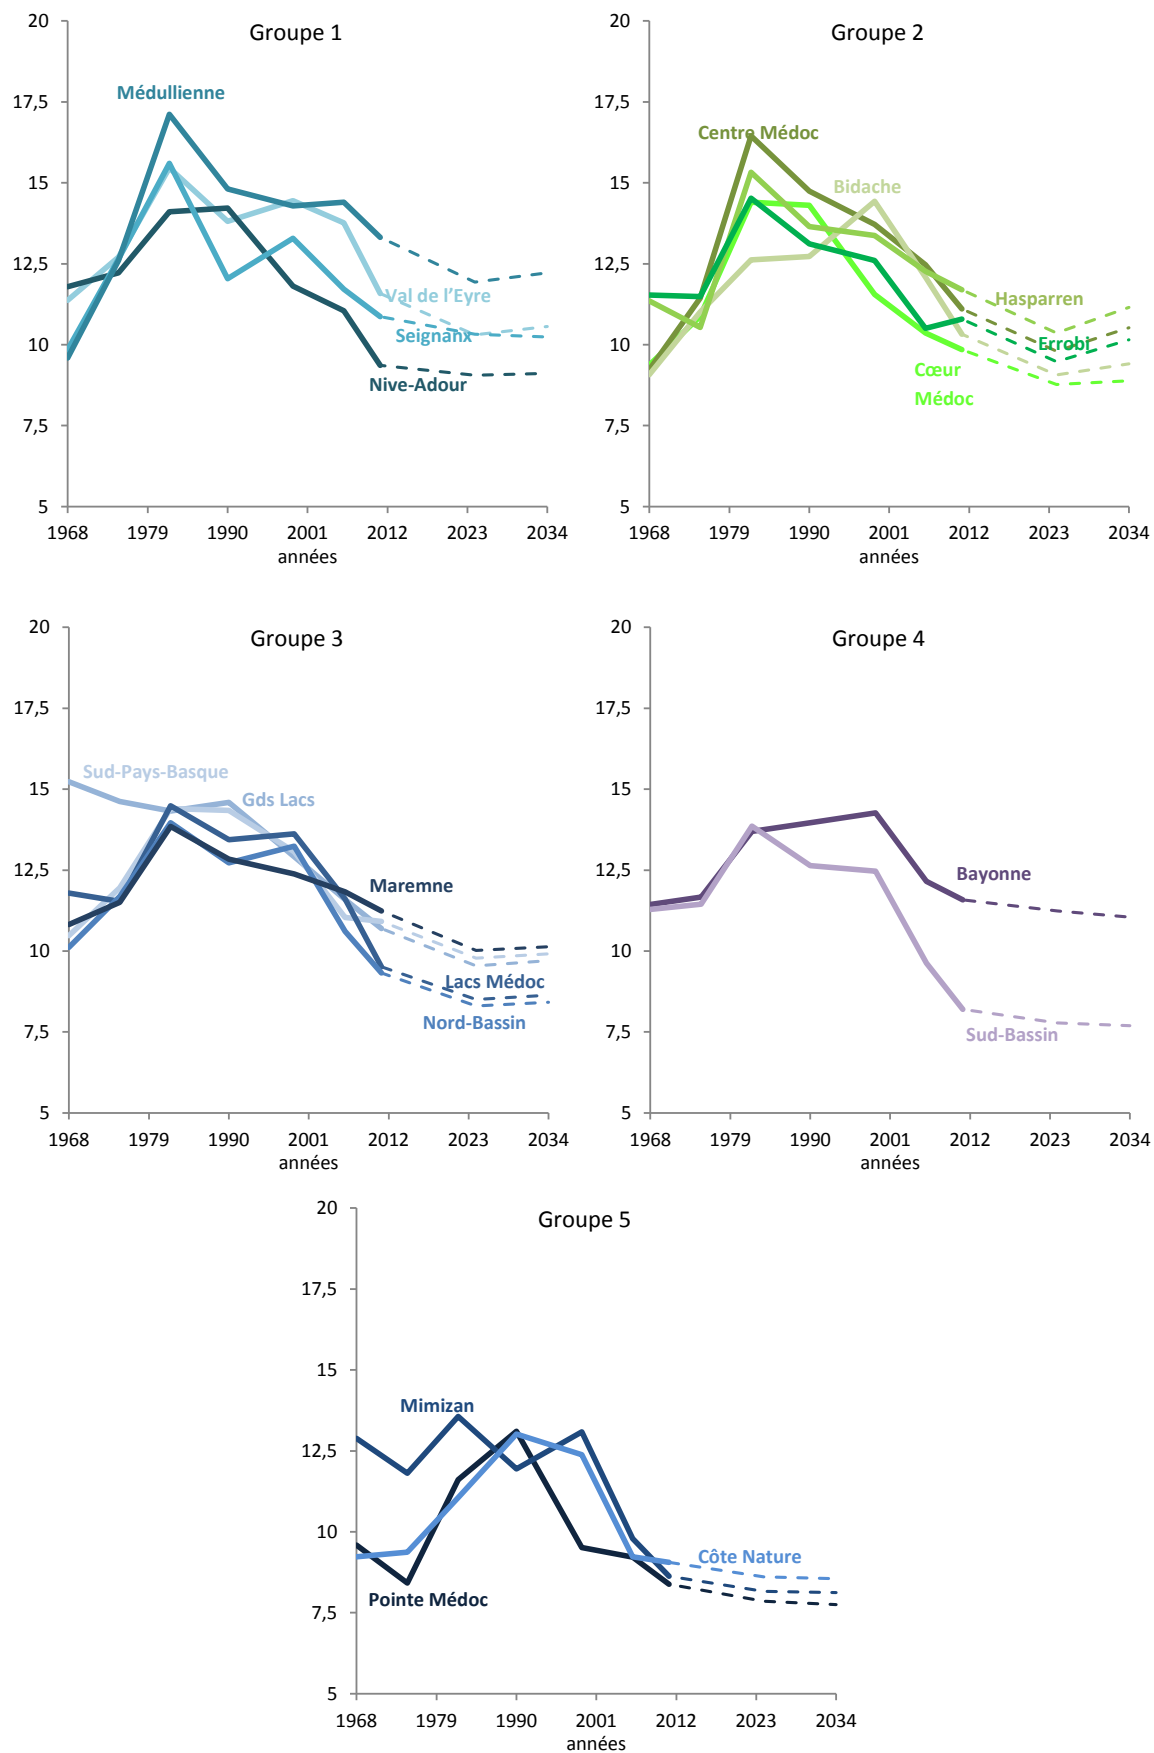 Groupe 1
20
17,5
15
12,5
10
7,5
5
Médullienne
Val de l’Eyre
Seignanx
Nive-Adour
1968 1979 1990 2001 2012 2023 2034
années
Groupe 2
20
17,5
15
12,5
10
7,5
5
Centre Médoc
Bidache
Hasparren
Errobi
Cœur
Médoc
1968 1979 1990 2001 2012 2023 2034
années
Groupe 3
20
17,5
15
12,5
10
7,5
5
Sud-Pays-Basque
Gds Lacs
Maremne
Lacs Médoc
Nord-Bassin
1968 1979 1990 2001 2012 2023 2034
années
Groupe 4
20
17,5
15
12,5
10
7,5
5
Bayonne
Sud-Bassin
1968 1979 1990 2001 2012 2023 2034
années
Groupe 5
20
17,5
15
12,5
10
7,5
5
Mimizan
Côte Nature
Pointe Médoc
1968 1979 1990 2001 2012 2023 2034
années